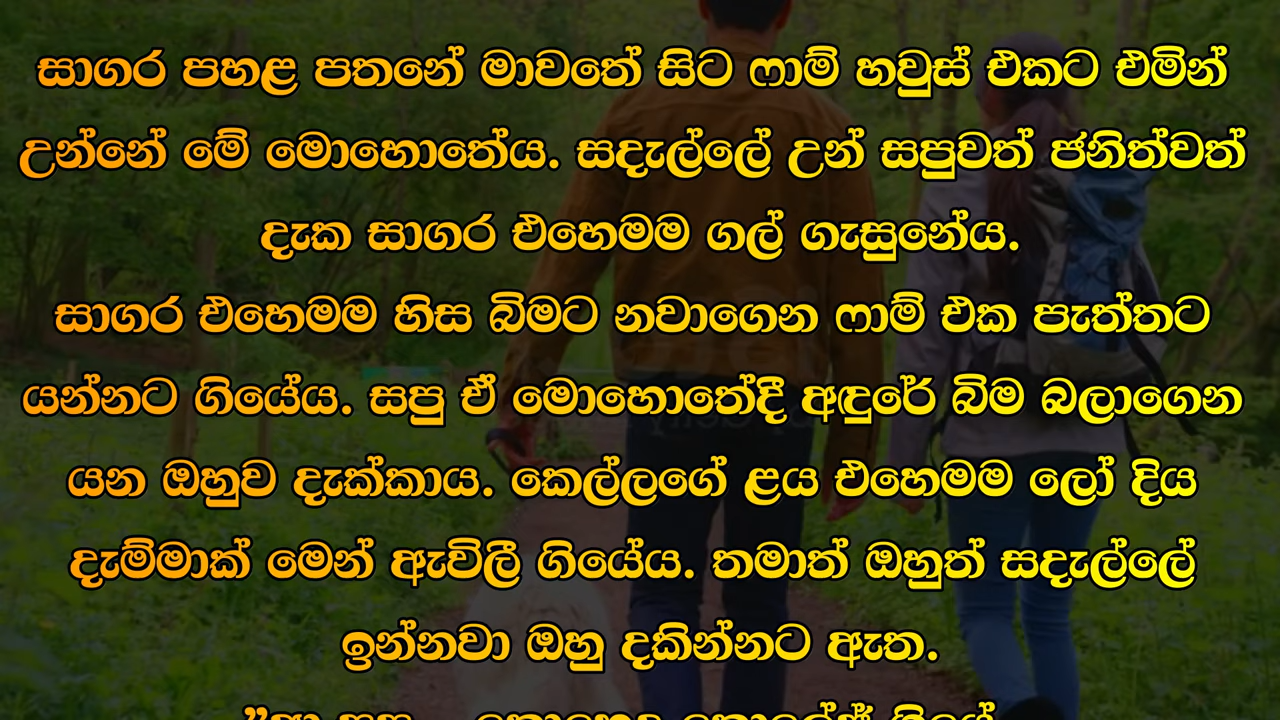 සාගර පහළ පතනේ මාවතේ සිට ෆාම් හවුස් එකට එමින්
උන්නේ මේ මොහොතේය. සඳැල්ලේ උන් සපුවත් ජනිත්වත්
දැක සාගර එහෙමම ගල් ගැසුනේය.
සාගර එහෙමම හිස බිමට නවාගෙන ෆාම් එක පැත්තට
යන්නට ගියේය. සපු ඒ මොහොතේදී අඳුරේ බිම බලාගෙන
යන ඔහුව දැක්කාය. කෙල්ලගේ ළය එහෙමම ලෝ දිය
දැම්මාක් මෙන් ඇවිලී ගියේය. තමාත් ඔහුත් සදැල්ලේ
ඉන්නවා ඔහු දකින්නට ඇත.